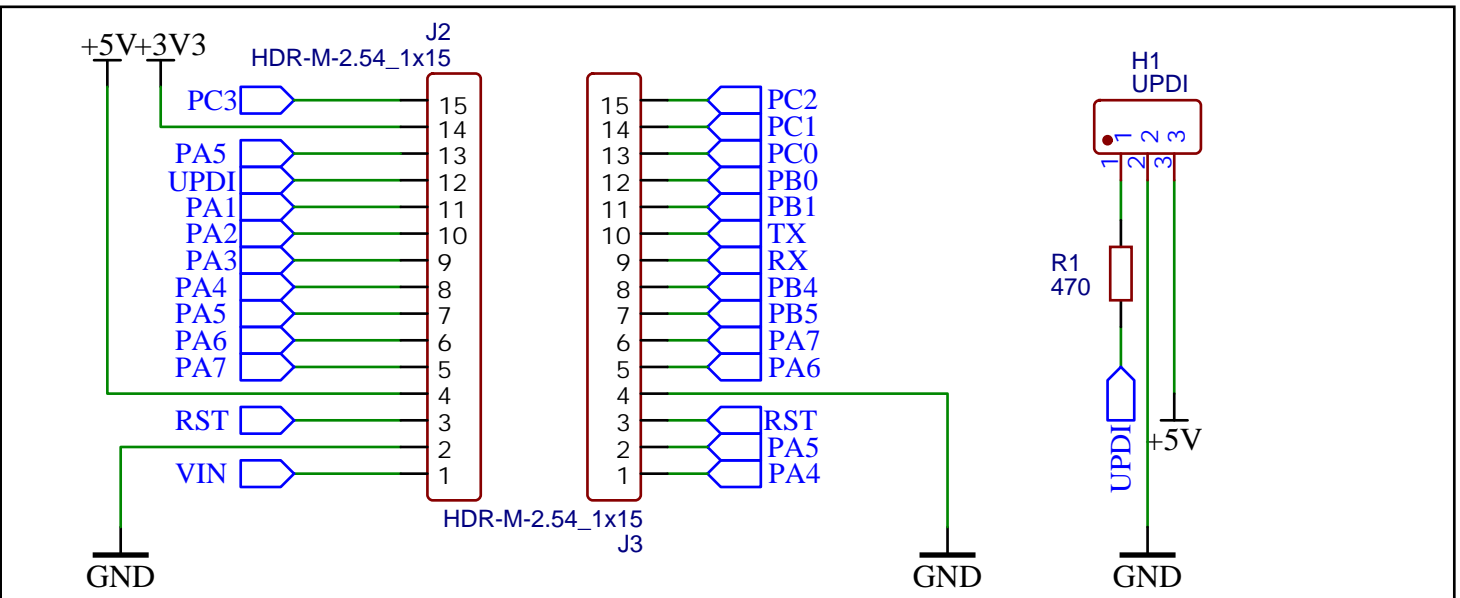 +5V +3V3
J2
HDR-M-2.54_1x15
PC3 15
14
PA5 13
UPDI 12
PA1 11
PA2 10
PA3 9
PA4 8
PA5 7
PA6 6
PA7 5
4
RST 3
2
VIN 1
GND
15 PC2
14 PC1
13 PC0
12 PB0
11 PB1
10 TX
9 RX
8 PB4
7 PB5
6 PA7
5 PA6
4
3 RST
2 PA5
1 PA4
HDR-M-2.54_1x15
J3
GND
H1
UPDI
1 2 3
1 2 3
R1
470
UPDI
+5V
GND